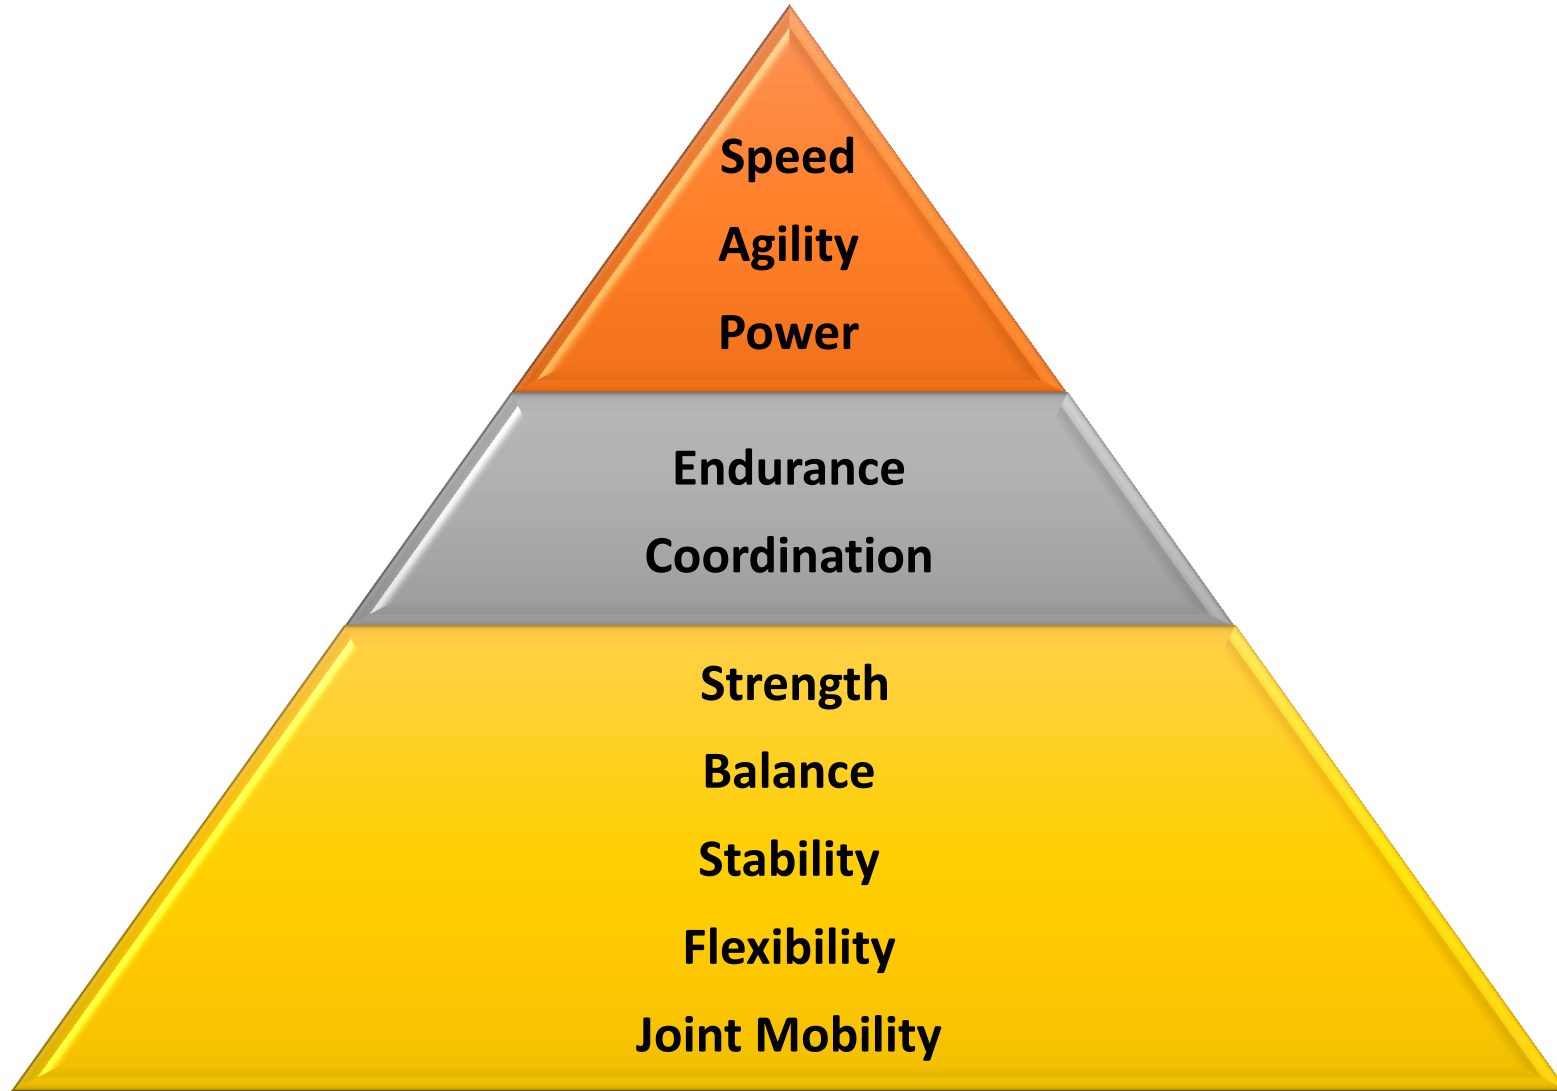 Speed
Agility
Power
Endurance
Coordination
Strength
Balance
Stability
Flexibility
Joint Mobility